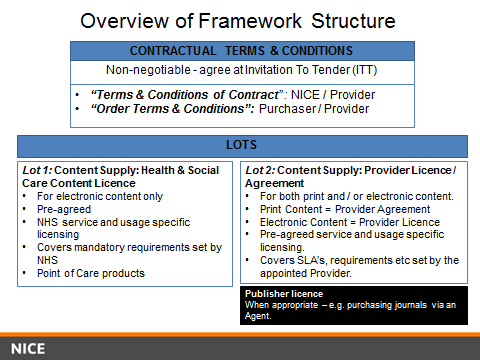 Overview of Framework Structure
CONTRACTUAL TERMS & CONDITIONS
Non-negotiable - agree at Invitation To Tender (ITT)
• “Terms & Conditions of Contract”: NICE / Provider
• “Order Terms & Conditions”: Purchaser / Provider
LOTS
Lot 1: Content Supply: Health & Social
Care Content Licence
• For electronic content only
• Pre-agreed
• NHS service and usage specific
licensing
• Covers mandatory requirements set by
NHS
• Point of Care products
Lot 2: Content Supply: Provider Licence /
Agreement
• For both print and / or electronic content.
• Print Content = Provider Agreement
• Electronic Content = Provider Licence
• Pre-agreed service and usage specific
licensing.
• Covers SLA’s, requirements etc set by the
appointed Provider.
Publisher licence
When appropriate – e.g. purchasing journals via an
Agent.
NICE